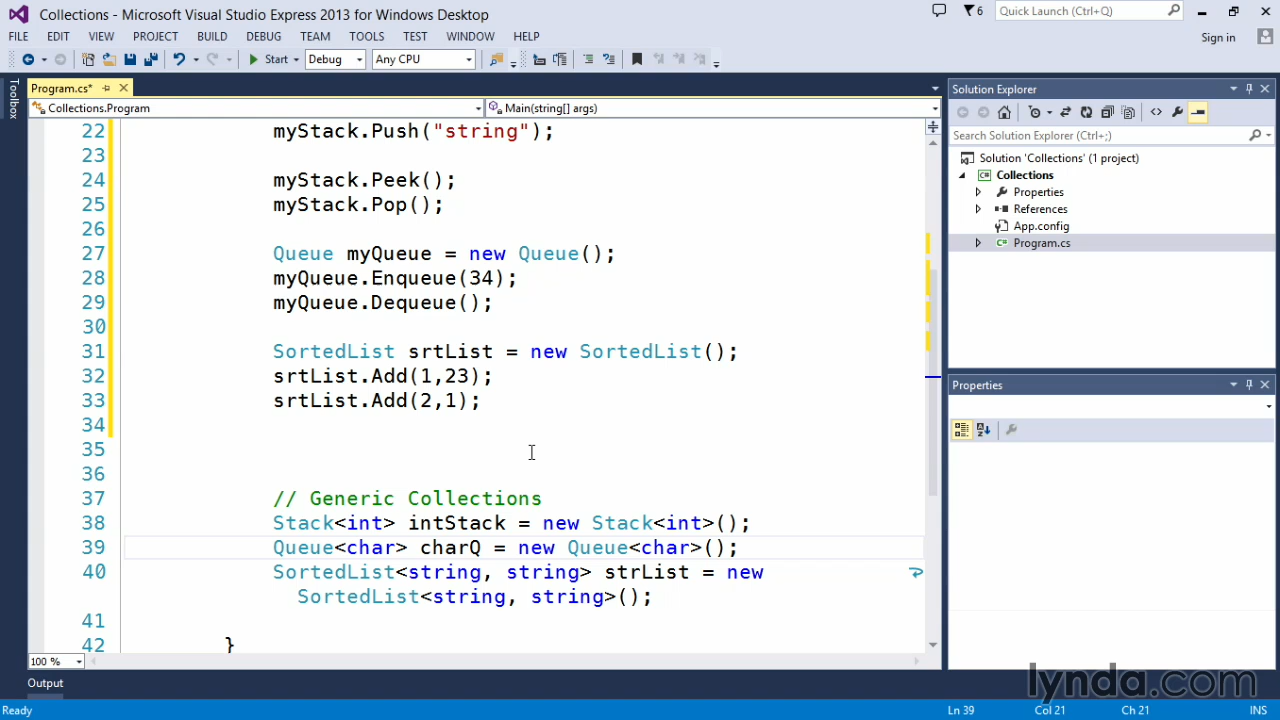 Collections - Microsoft Visual Studio Express 2013 for Windows Desktop
6
Quick Launch (Ctrl+Q)
FILE EDIT VIEW PROJECT BUILD DEBUG TEAM TOOLS TEST WINDOW HELP
Sign in
Start Debug Any CPU
Toolbox
Program.cs*
Collections.Program
Main(string[] args)
22 myStack.Push("string");
23
24 myStack.Peek();
25 myStack.Pop();
26
27 Queue myQueue = new Queue();
28 myQueue.Enqueue(34);
29 myQueue.Dequeue();
30
31 SortedList srtList = new SortedList();
32 srtList.Add(1,23);
33 srtList.Add(2,1);
34
35
36
37 // Generic Collections
38 Stack<int> intStack = new Stack<int>();
39 Queue<char> charQ = new Queue<char>();
40 SortedList<string, string> strList = new
SortedList<string, string>();
41
42 }
100 %
Solution Explorer
Search Solution Explorer (Ctrl+;)
Solution 'Collections' (1 project)
C# Collections
Properties
References
App.config
C# Program.cs
Properties
Output
lynda.com
Ready
Ln 39 Col 21 Ch 21 INS